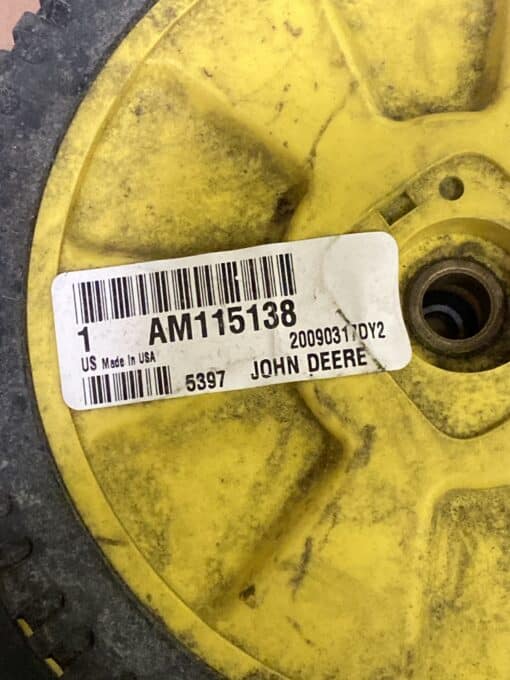 1 AM115138
20090317DY2
US Made In USA
5397 JOHN DEERE